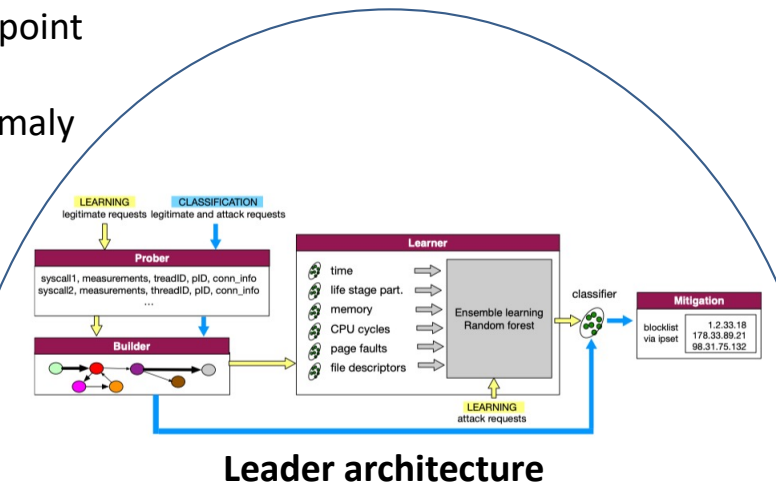 point
maly
LEARNING
legitimate requests
CLASSIFICATION
legitimate and attack requests
Prober
syscall1, measurements, treadID, pID, conn_info
syscall2, measurements, threadID, pID, conn_info
...
Builder
Learner
time
life stage part.
memory
CPU cycles
page faults
file descriptors
Ensemble learning
Random forest
LEARNING
attack requests
classifier
Mitigation
blocklist
via ipset
1.2.33.18
178.33.89.21
98.31.75.132
Leader architecture